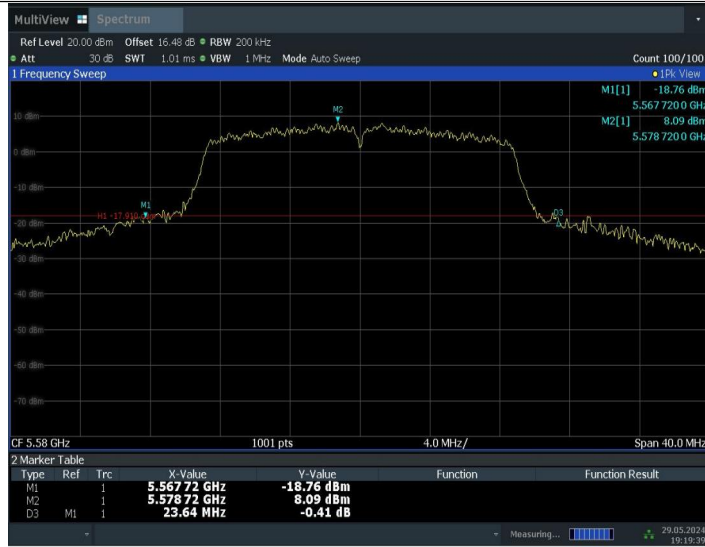 MultiView Spectrum
Ref Level 20.00 dBm Offset 16.48 dB RBW 200 kHz
Att 30 dB SWT 1.01 ms VBW 1 MHz Mode Auto Sweep Count 100/100
1 Frequency Sweep 1Pk View
M1[1] -18.76 dBm
5.567 720 0 GHz
M2[1] 8.09 dBm
5.578 720 0 GHz
M2
10 dBm
0 dBm
-10 dBm
M1
H1 -17.910 dBm
D3
-20 dBm
-30 dBm
-40 dBm
-50 dBm
-60 dBm
-70 dBm
CF 5.58 GHz 1001 pts 4.0 MHz/ Span 40.0 MHz
2 Marker Table
Type Ref Trc X-Value Y-Value Function Function Result
M1 1 5.567 72 GHz -18.76 dBm
M2 1 5.578 72 GHz 8.09 dBm
D3 M1 1 23.64 MHz -0.41 dB
Measuring... 29.05.2024
19:19:39